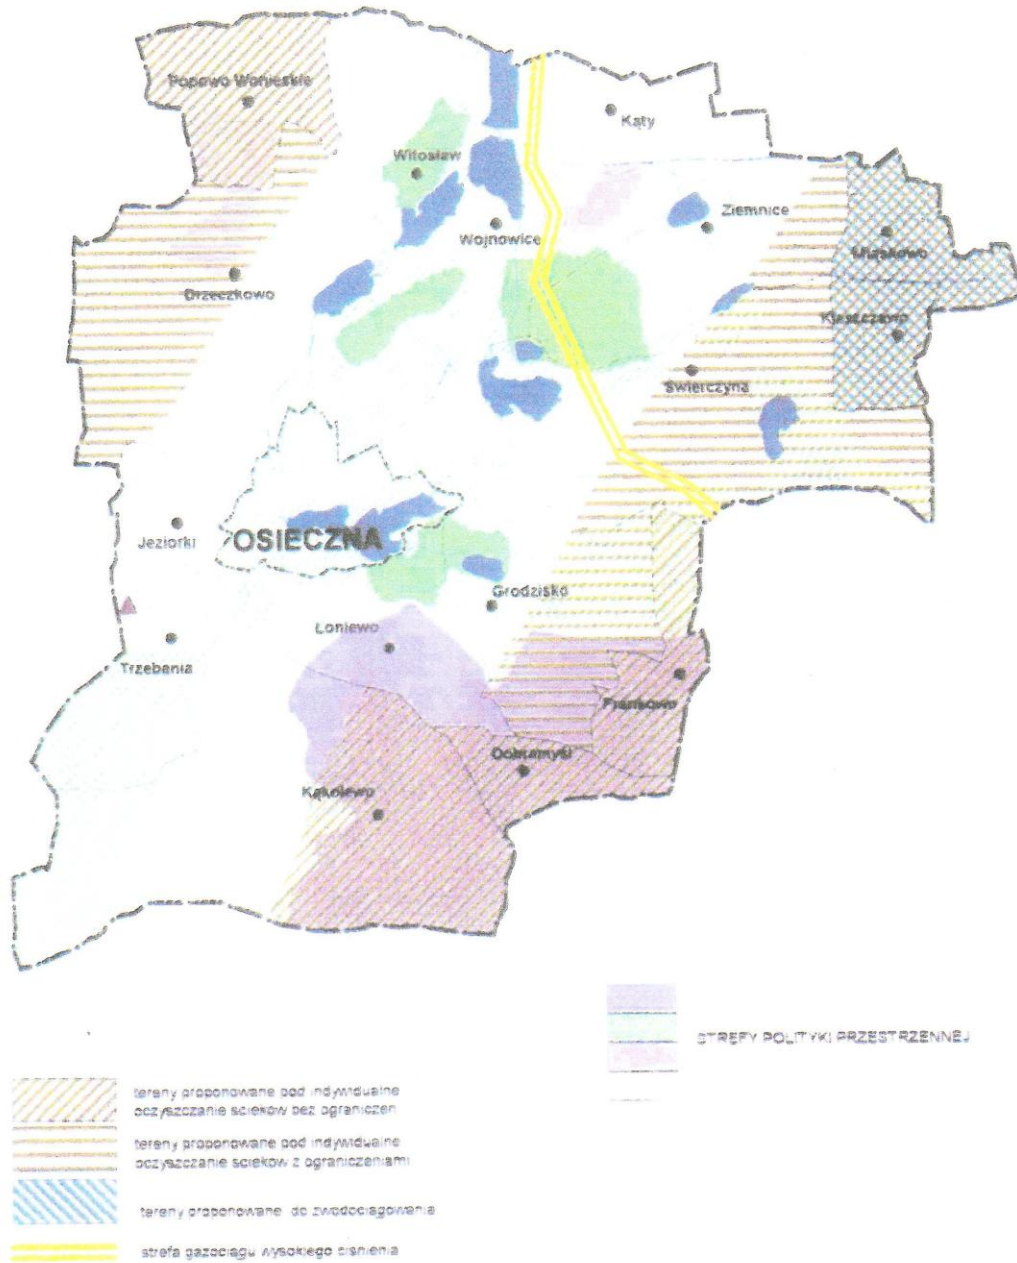 Popowo Wonieskie
Kąty
Witosław
Ziemnice
Wojnowice
Miąskowo
Drzeczkowo
Kleszczewo
Świerczyna
Jeziorki
OSIECZNA
Grodzisko
Łoniewo
Trzebania
Frankowo
Dobramyśl
Kąkolewo
STREFY POLITYKI PRZESTRZENNEJ
tereny proponowane pod indywidualne
oczyszczanie ścieków bez ograniczeń
tereny proponowane pod indywidualne
oczyszczanie ścieków z ograniczeniami
tereny proponowane do zwodociągowania
strefa gazociągu wysokiego ciśnienia